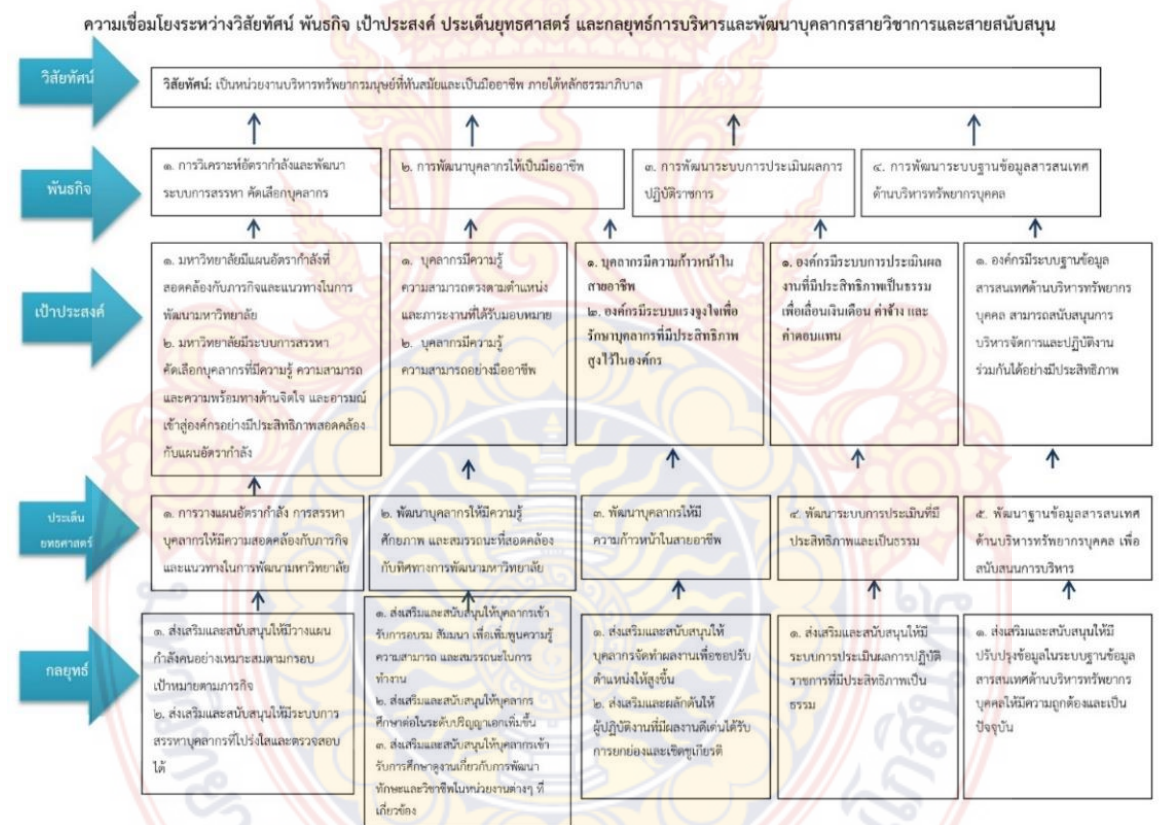 ความเชื่อมโยงระหว่างวิสัยทัศน์ พันธกิจ เป้าประสงค์ ประเด็นยุทธศาสตร์ และกลยุทธ์การบริหารและพัฒนาบุคลากรสายวิชาการและสายสนับสนุน
วิสัยทัศน์
วิสัยทัศน์: เป็นหน่วยงานบริหารทรัพยากรมนุษย์ที่ทันสมัยและเป็นมืออาชีพ ภายใต้หลักธรรมาภิบาล
พันธกิจ
๑. การวิเคราะห์อัตรากำลังและพัฒนา
ระบบการสรรหา คัดเลือกบุคลากร
๒. การพัฒนาบุคลากรให้เป็นมืออาชีพ
๓. การพัฒนาระบบการประเมินผลการ
ปฏิบัติราชการ
๔. การพัฒนาระบบฐานข้อมูลสารสนเทศ
ด้านบริหารทรัพยากรบุคคล
เป้าประสงค์
๑. มหาวิทยาลัยมีแผนอัตรากำลังที่
สอดคล้องกับภารกิจและแนวทางในการ
พัฒนามหาวิทยาลัย
๒. มหาวิทยาลัยมีระบบการสรรหา
คัดเลือกบุคลากรที่มีความรู้ ความสามารถ
และความพร้อมทางด้านจิตใจ และอารมณ์
เข้าสู่องค์กรอย่างมีประสิทธิภาพสอดคล้อง
กับแผนอัตรากำลัง
๑. บุคลากรมีความรู้
ความสามารถตรงตามตำแหน่ง
และภาระงานที่ได้รับมอบหมาย
๒. บุคลากรมีความรู้
ความสามารถอย่างมืออาชีพ
๑. บุคลากรมีความก้าวหน้าใน
สายอาชีพ
๒. องค์กรมีระบบแรงจูงใจเพื่อ
รักษาบุคลากรที่มีประสิทธิภาพ
สูงไว้ในองค์กร
๑. องค์กรมีระบบการประเมินผล
งานที่มีประสิทธิภาพเป็นธรรม
เพื่อเลื่อนเงินเดือน ค่าจ้าง และ
ค่าตอบแทน
๑. องค์กรมีระบบฐานข้อมูล
สารสนเทศด้านบริหารทรัพยากร
บุคคล สามารถสนับสนุนการ
บริหารจัดการและปฏิบัติงาน
ร่วมกันได้อย่างมีประสิทธิภาพ
ประเด็น
ยุทธศาสตร์
๑. การวางแผนอัตรากำลัง การสรรหา
บุคลากรให้มีความสอดคล้องกับภารกิจ
และแนวทางในการพัฒนามหาวิทยาลัย
๒. พัฒนาบุคลากรให้มีความรู้
ศักยภาพ และสมรรถนะที่สอดคล้อง
กับทิศทางการพัฒนามหาวิทยาลัย
๓. พัฒนาบุคลากรให้มี
ความก้าวหน้าในสายอาชีพ
๔. พัฒนาระบบการประเมินที่มี
ประสิทธิภาพและเป็นธรรม
๕. พัฒนาฐานข้อมูลสารสนเทศ
ด้านบริหารทรัพยากรบุคคล เพื่อ
สนับสนุนการบริหาร
กลยุทธ์
๑. ส่งเสริมและสนับสนุนให้มีวางแผน
กำลังคนอย่างเหมาะสมตามกรอบ
เป้าหมายตามภารกิจ
๒. ส่งเสริมและสนับสนุนให้มีระบบการ
สรรหาบุคลากรที่โปร่งใสและตรวจสอบ
ได้
๑. ส่งเสริมและสนับสนุนให้บุคลากรเข้า
รับการอบรม สัมมนา เพื่อเพิ่มพูนความรู้
ความสามารถ และสมรรถนะในการ
ทำงาน
๒. ส่งเสริมและสนับสนุนให้บุคลากร
ศึกษาต่อในระดับปริญญาเอกเพิ่มขึ้น
๓. ส่งเสริมและสนับสนุนให้บุคลากรเข้า
รับการศึกษาดูงานเกี่ยวกับการพัฒนา
ทักษะและวิชาชีพในหน่วยงานต่างๆ ที่
เกี่ยวข้อง
๑. ส่งเสริมและสนับสนุนให้
บุคลากรจัดทำผลงานเพื่อขอปรับ
ตำแหน่งให้สูงขึ้น
๒. ส่งเสริมและผลักดันให้
ผู้ปฏิบัติงานที่มีผลงานดีเด่นได้รับ
การยกย่องและเชิดชูเกียรติ
๑. ส่งเสริมและสนับสนุนให้มี
ระบบการประเมินผลการปฏิบัติ
ราชการที่มีประสิทธิภาพเป็น
ธรรม
๑. ส่งเสริมและสนับสนุนให้มี
ปรับปรุงข้อมูลในระบบฐานข้อมูล
สารสนเทศด้านบริหารทรัพยากร
บุคคลให้มีความถูกต้องและเป็น
ปัจจุบัน